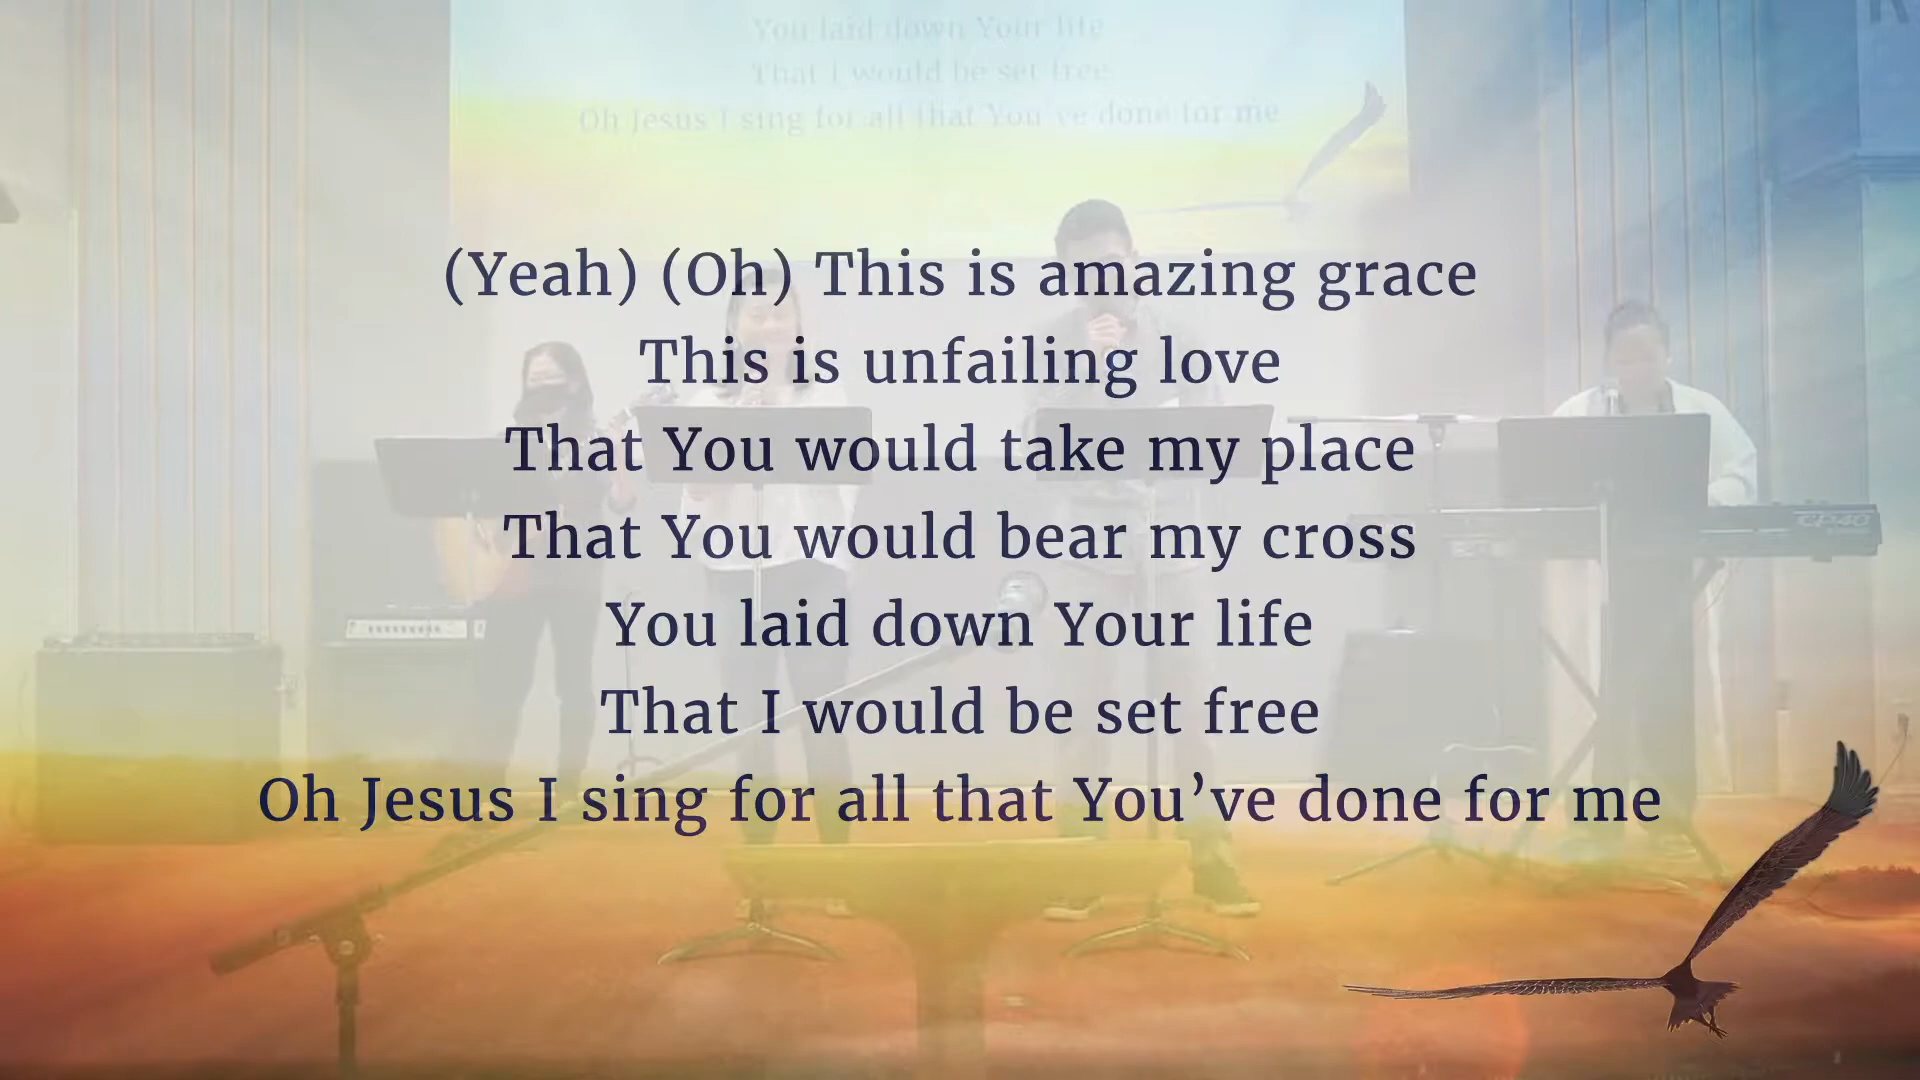 You laid down Your life
That I would be set free
Oh Jesus I sing for all that You've done for me
(Yeah) (Oh) This is amazing grace
This is unfailing love
That You would take my place
That You would bear my cross
You laid down Your life
That I would be set free
Oh Jesus I sing for all that You’ve done for me
CP40